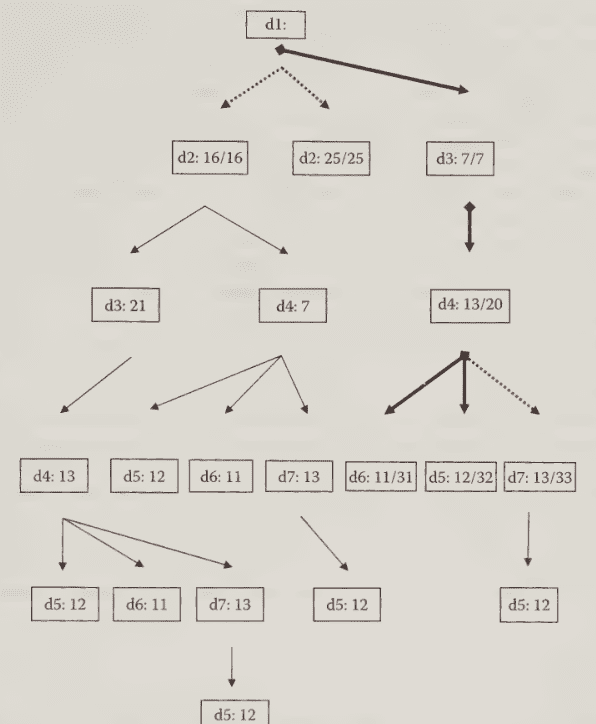 d1:
d2: 16/16
d2: 25/25
d3: 7/7
d3: 21
d4: 7
d4: 13/20
d4: 13
d5: 12
d6: 11
d7: 13
d6: 11/31
d5: 12/32
d7: 13/33
d5: 12
d6: 11
d7: 13
d5: 12
d5: 12
d5: 12